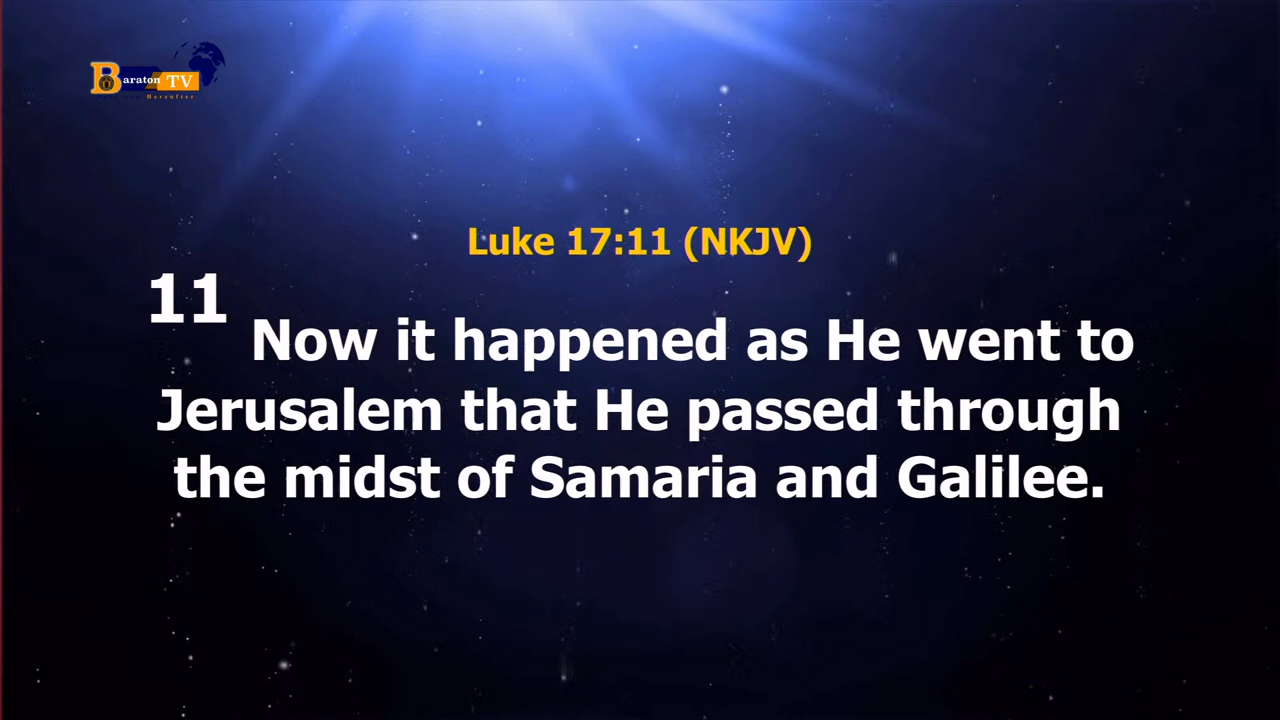 Baraton TV
Hereafter
Luke 17:11 (NKJV)
11 Now it happened as He went to
Jerusalem that He passed through
the midst of Samaria and Galilee.